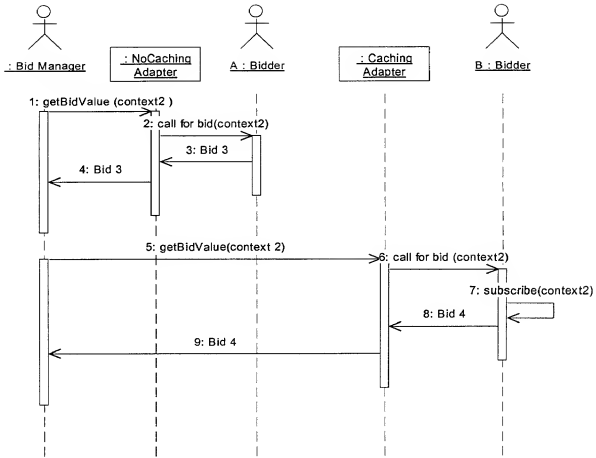 : Bid Manager
: NoCaching
Adapter
A : Bidder
: Caching
Adapter
B : Bidder
1: getBidValue (context2 )
2: call for bid(context2)
3: Bid 3
4: Bid 3
5: getBidValue(context 2)
6: call for bid (context2)
7: subscribe(context2)
8: Bid 4
9: Bid 4